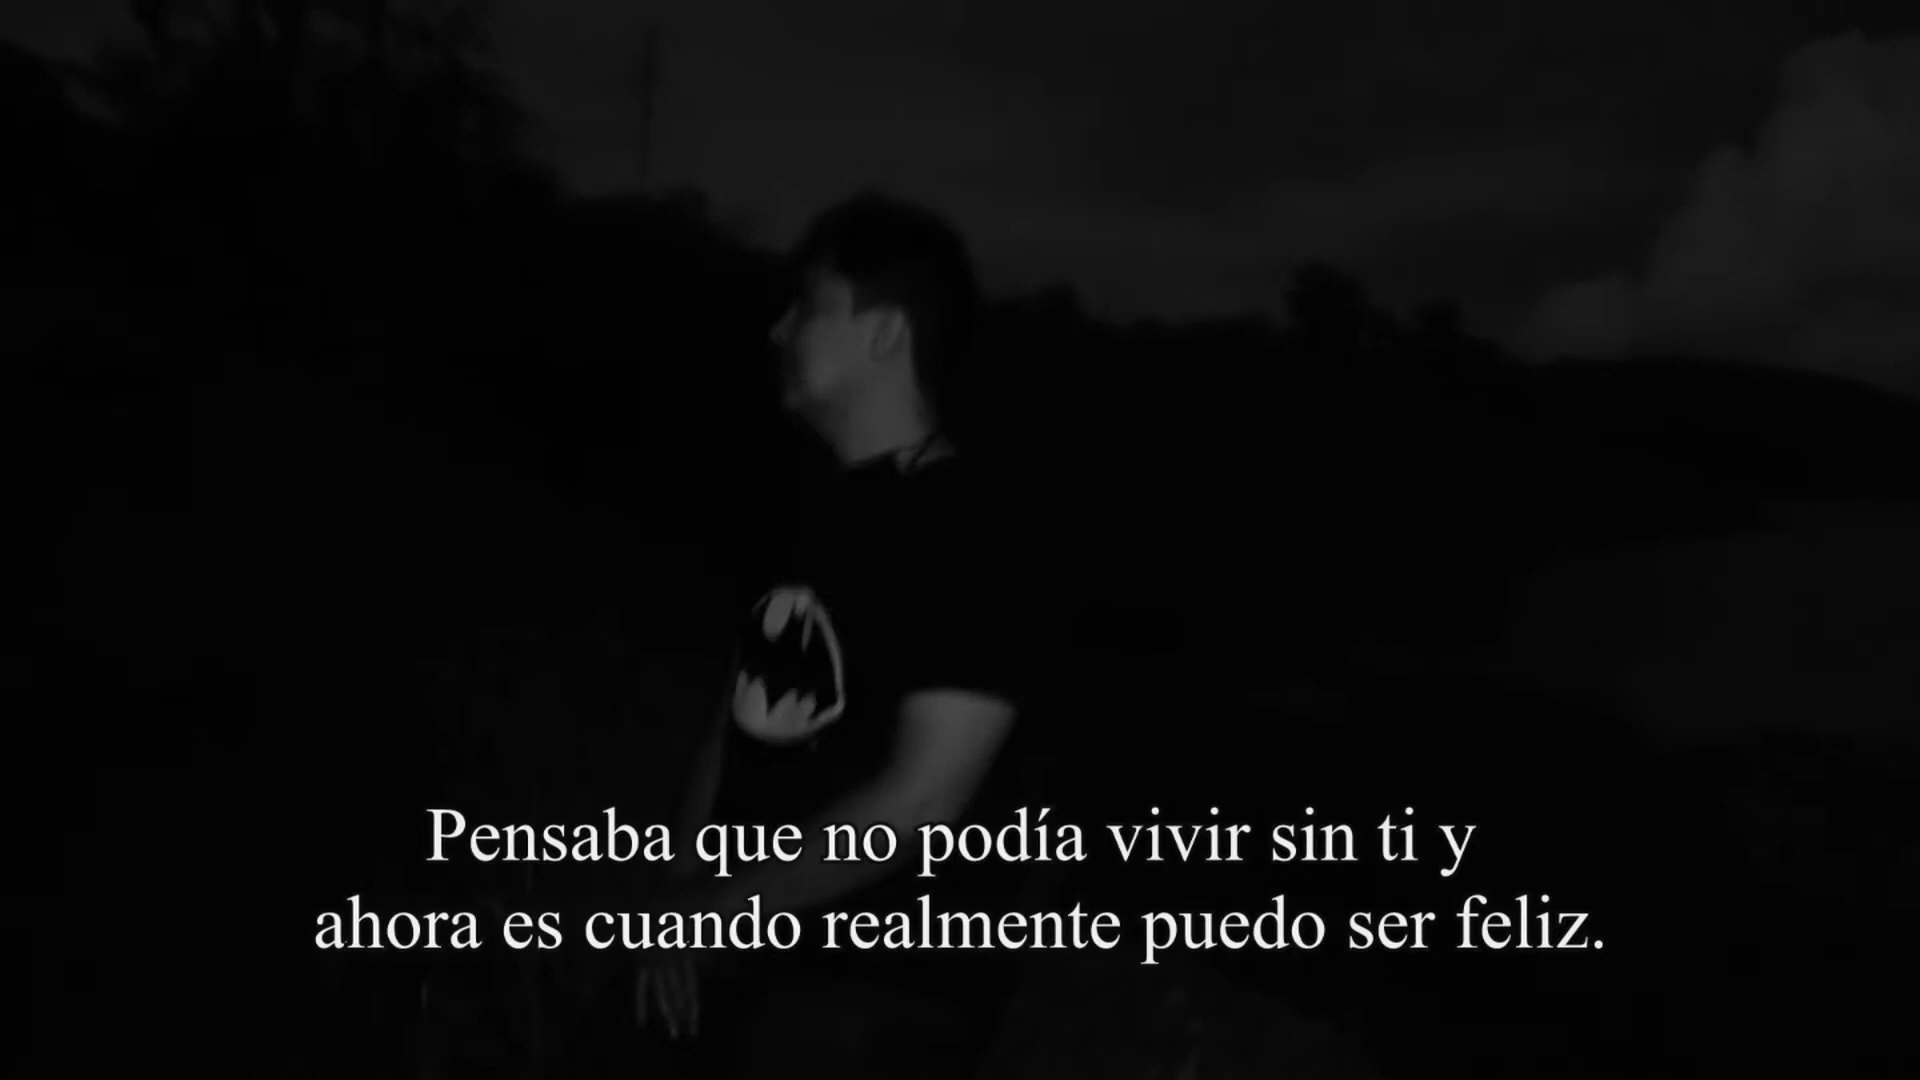 Pensaba que no podía vivir sin ti y
ahora es cuando realmente puedo ser feliz.